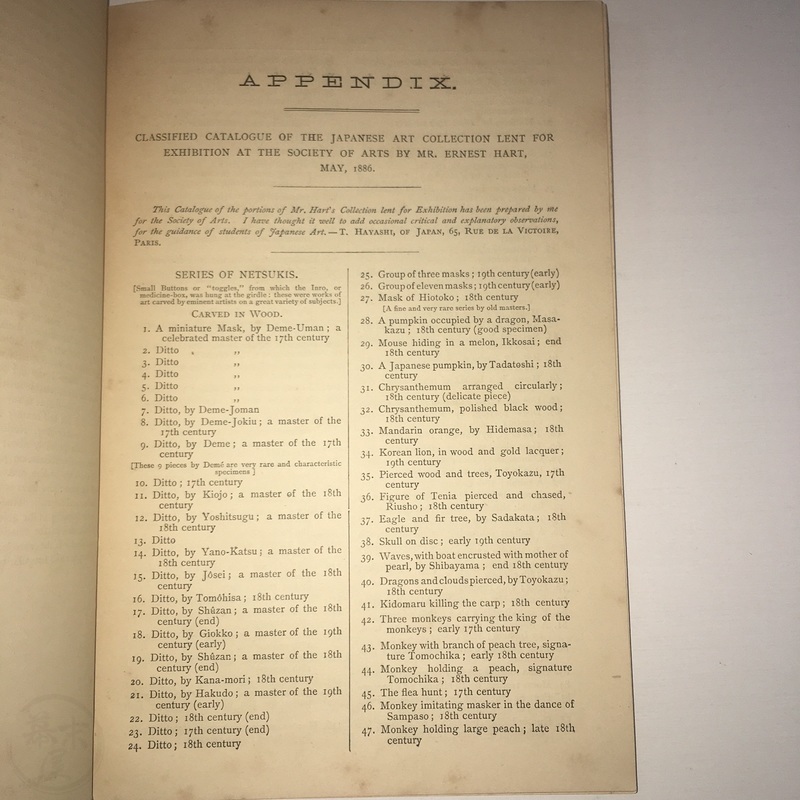 APPENDIX.
CLASSIFIED CATALOGUE OF THE JAPANESE ART COLLECTION LENT FOR
EXHIBITION AT THE SOCIETY OF ARTS BY MR. ERNEST HART,
MAY, 1886.
This Catalogue of the portions of Mr. Hart's Collection lent for Exhibition has been prepared by me
for the Society of Arts. I have thought it well to add occasional critical and explanatory observations,
for the guidance of students of Japanese Art.—T. HAYASHI, OF JAPAN, 65, RUE DE LA VICTOIRE,
PARIS.
SERIES OF NETSUKIS.
[Small Buttons or "toggles," from which the Inro, or
medicine-box, was hung at the girdle: these were works of
art carved by eminent artists on a great variety of subjects.]
CARVED IN WOOD.
1. A miniature Mask, by Deme-Uman; a
celebrated master of the 17th century
2. Ditto „
3. Ditto „
4. Ditto „
5. Ditto „
6. Ditto „
7. Ditto, by Deme-Joman
8. Ditto, by Deme-Jokiu; a master of the
17th century
9. Ditto, by Deme; a master of the 17th
century
[These 9 pieces by Demé are very rare and characteristic
specimens]
10. Ditto; 17th century
11. Ditto, by Kiojo; a master of the 18th
century
12. Ditto, by Yoshitsugu; a master of the
18th century
13. Ditto
14. Ditto, by Yano-Katsu; a master of the
18th century
15. Ditto, by Jôsei; a master of the 18th
century
16. Ditto, by Tomôhisa; 18th century
17. Ditto, by Shûzan; a master of the 18th
century (end)
18. Ditto, by Giokko; a master of the 19th
century (early)
19. Ditto, by Shûzan; a master of the 18th
century (end)
20. Ditto, by Kana-mori; 18th century
21. Ditto, by Hakudo; a master of the 19th
century (early)
22. Ditto; 18th century (end)
23. Ditto; 17th century (end)
24. Ditto; 18th century
25. Group of three masks; 19th century (early)
26. Group of eleven masks; 19th century (early)
27. Mask of Hiotoko; 18th century
[A fine and very rare series by old masters.]
28. A pumpkin occupied by a dragon, Masa-
kazu; 18th century (good specimen)
29. Mouse hiding in a melon, Ikkosai; end
18th century
30. A Japanese pumpkin, by Tadatoshi; 18th
century
31. Chrysanthemum arranged circularly;
18th century (delicate piece)
32. Chrysanthemum, polished black wood;
18th century
33. Mandarin orange, by Hidemasa; 18th
century
34. Korean lion, in wood and gold lacquer;
19th century
35. Pierced wood and trees, Toyokazu, 17th
century
36. Figure of Tenia pierced and chased,
Riusho; 18th century
37. Eagle and fir tree, by Sadakata; 18th
century
38. Skull on disc; early 19th century
39. Waves, with boat encrusted with mother of
pearl, by Shibayama; end 18th century
40. Dragons and clouds pierced, by Toyokazu;
18th century
41. Kidomaru killing the carp; 18th century
42. Three monkeys carrying the king of the
monkeys; early 17th century
43. Monkey with branch of peach tree, signa-
ture Tomochika; early 18th century
44. Monkey holding a peach, signature
Tomochika; 18th century
45. The flea hunt; 17th century
46. Monkey imitating masker in the dance of
Sampaso; 18th century
47. Monkey holding large peach; late 18th
century